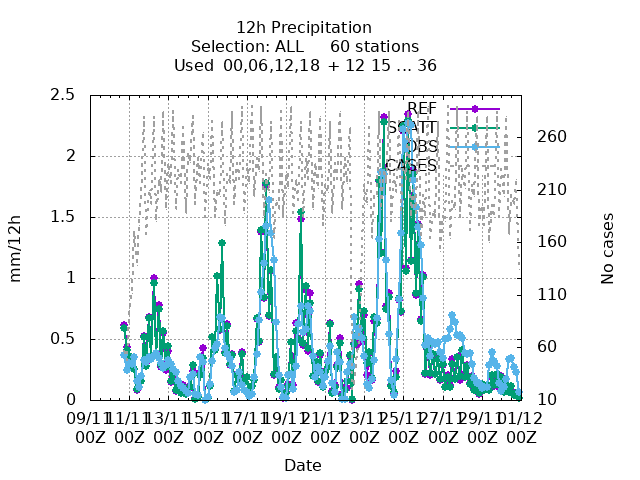 12h Precipitation
Selection: ALL 60 stations
Used 00,06,12,18 + 12 15 ... 36
2.5
2
1.5
1
0.5
0
mm/12h
REF
SCATT
OBS
CASES
260
210
160
110
60
10
No cases
09/11 11/11 13/11 15/11 17/11 19/11 21/11 23/11 25/11 27/11 29/11 01/12
00Z 00Z 00Z 00Z 00Z 00Z 00Z 00Z 00Z 00Z 00Z 00Z
Date